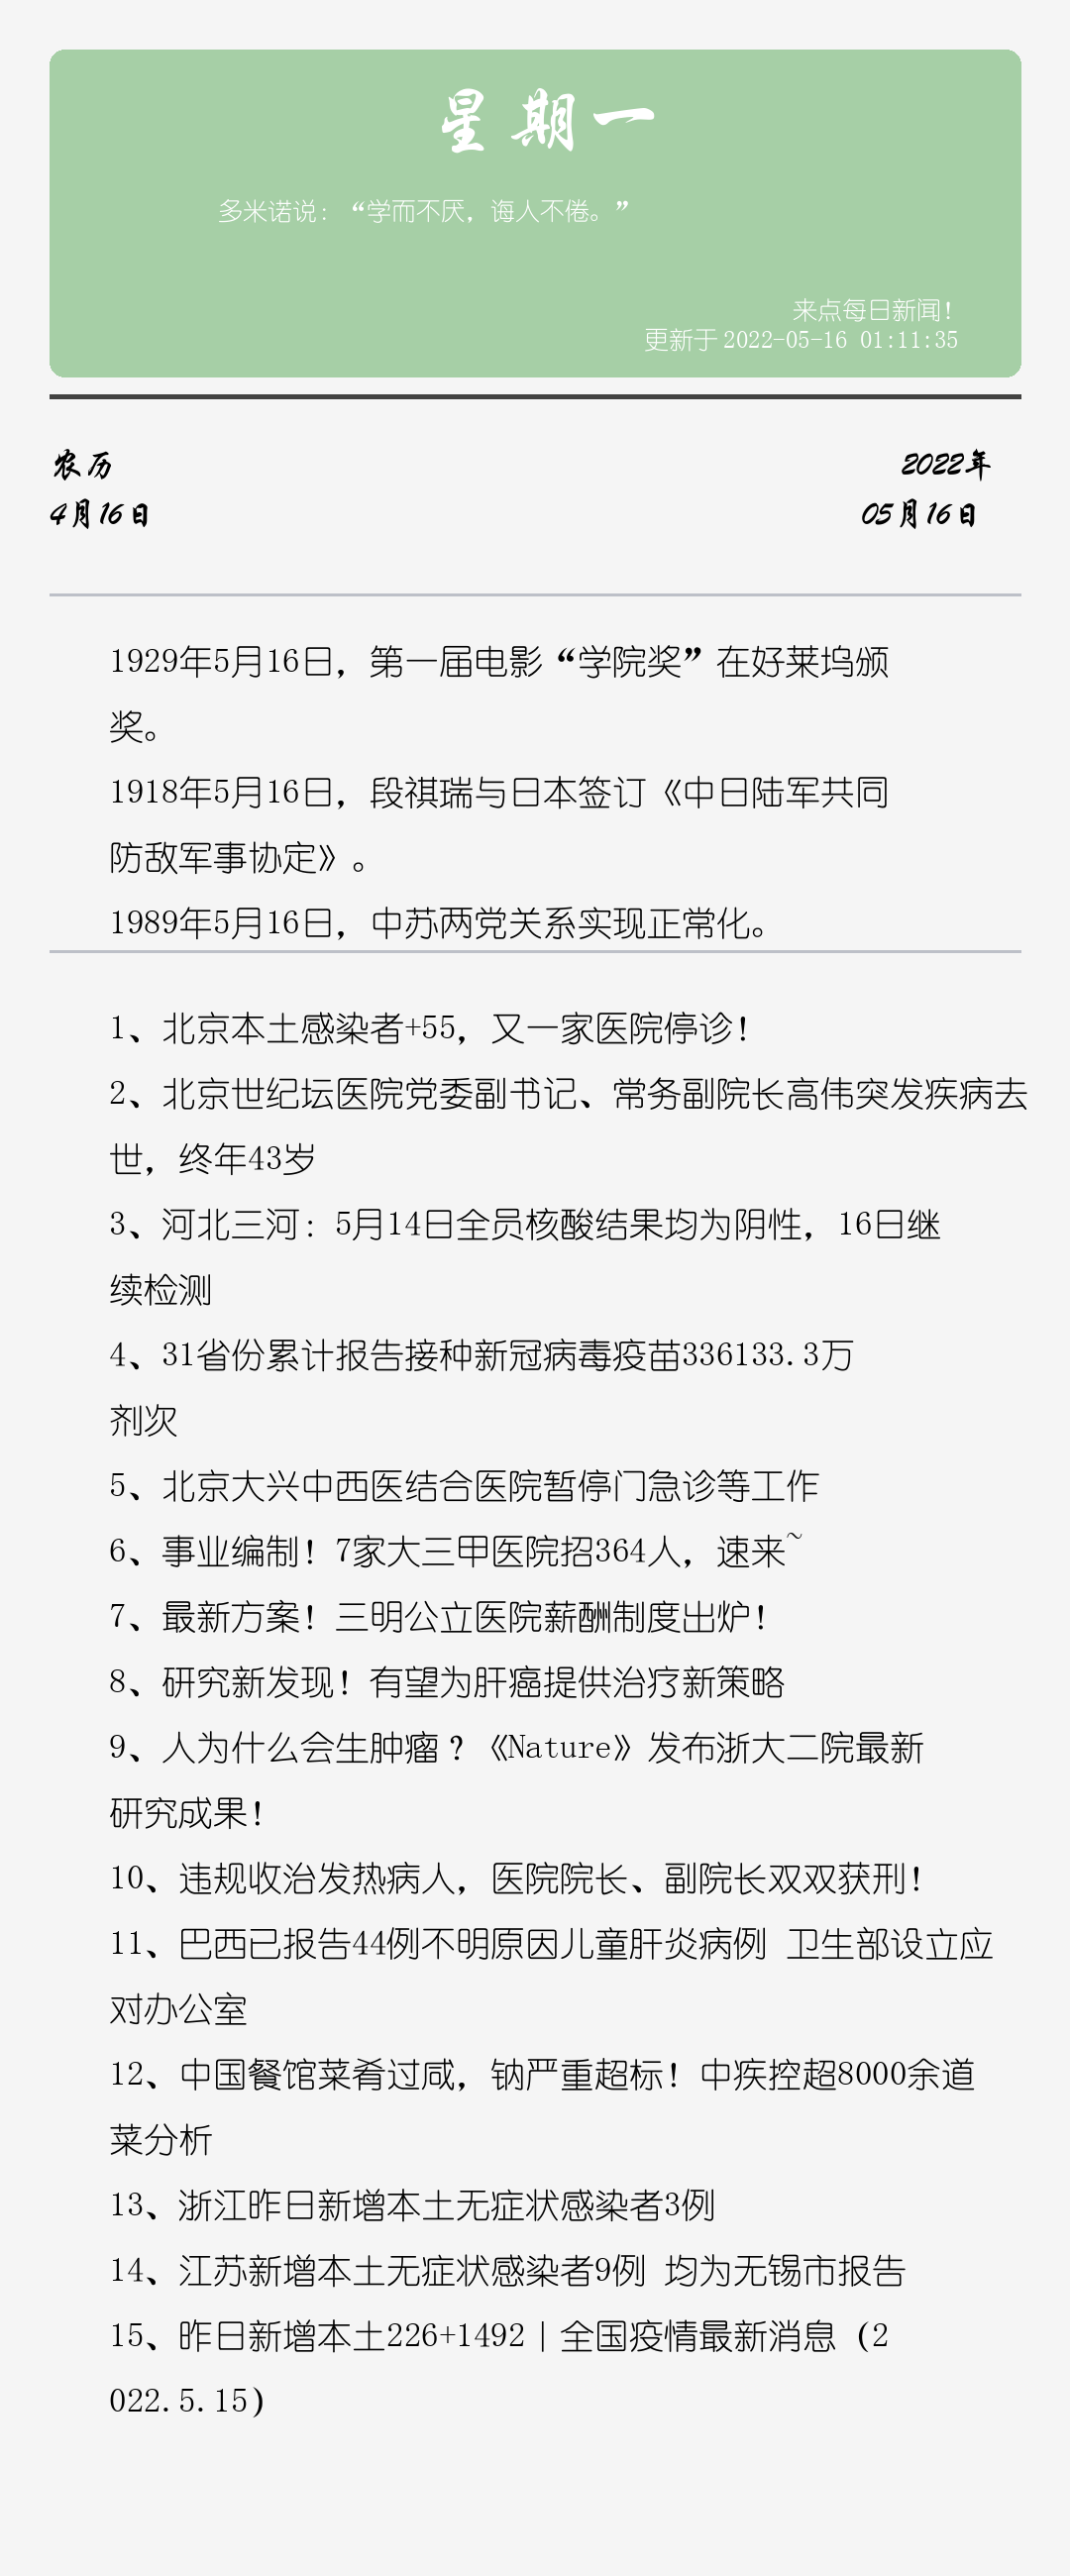 星期一
多米诺说：“学而不厌，诲人不倦。”
来点每日新闻！
更新于2022-05-16 01:11:35
农历
2022年
4月16日
05月16日
1929年5月16日，第一届电影“学院奖”在好莱坞颁
奖。
1918年5月16日，段祺瑞与日本签订《中日陆军共同
防敌军事协定》。
1989年5月16日，中苏两党关系实现正常化。
1、北京本土感染者+55，又一家医院停诊！
2、北京世纪坛医院党委副书记、常务副院长高伟突发疾病去
世，终年43岁
3、河北三河：5月14日全员核酸结果均为阴性，16日继
续检测
4、31省份累计报告接种新冠病毒疫苗336133.3万
剂次
5、北京大兴中西医结合医院暂停门急诊等工作
6、事业编制！7家大三甲医院招364人，速来~
7、最新方案！三明公立医院薪酬制度出炉！
8、研究新发现！有望为肝癌提供治疗新策略
9、人为什么会生肿瘤？《Nature》发布浙大二院最新
研究成果！
10、违规收治发热病人，医院院长、副院长双双获刑！
11、巴西已报告44例不明原因儿童肝炎病例 卫生部设立应
对办公室
12、中国餐馆菜肴过咸，钠严重超标！中疾控超8000余道
菜分析
13、浙江昨日新增本土无症状感染者3例
14、江苏新增本土无症状感染者9例 均为无锡市报告
15、昨日新增本土226+1492｜全国疫情最新消息（2
022.5.15）